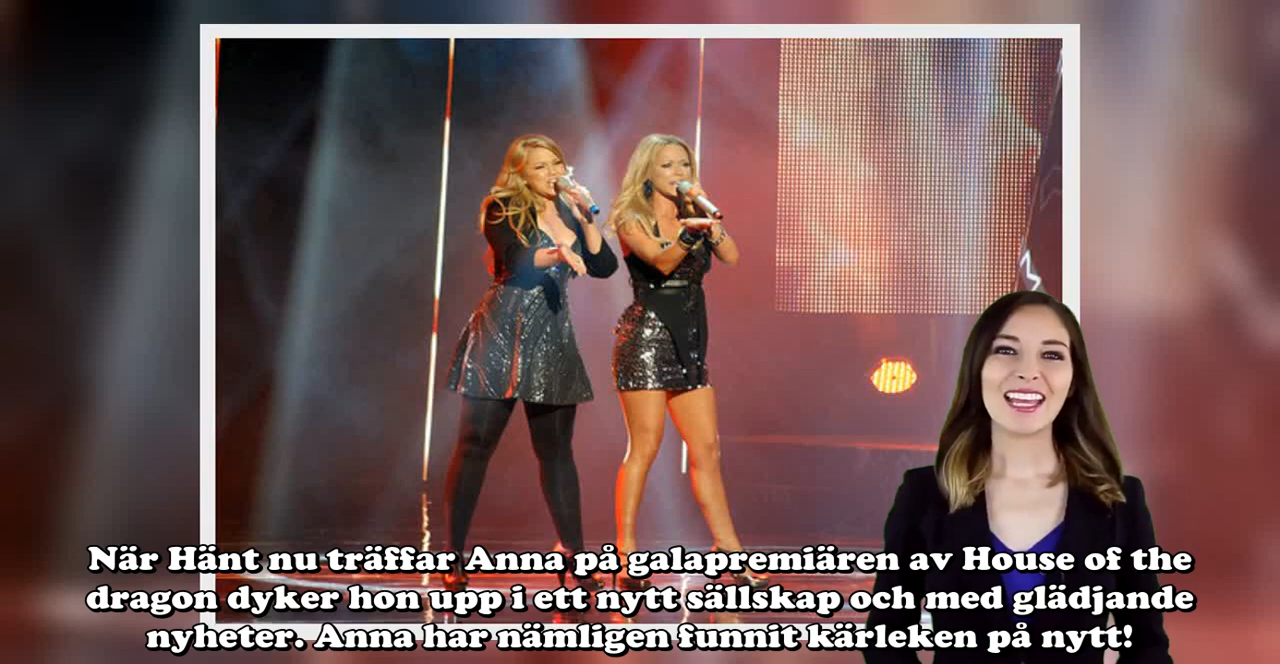 När Hänt nu träffar Anna på galapremiären av House of the
dragon dyker hon upp i ett nytt sällskap och med glädjande
nyheter. Anna har nämligen funnit kärleken på nytt!